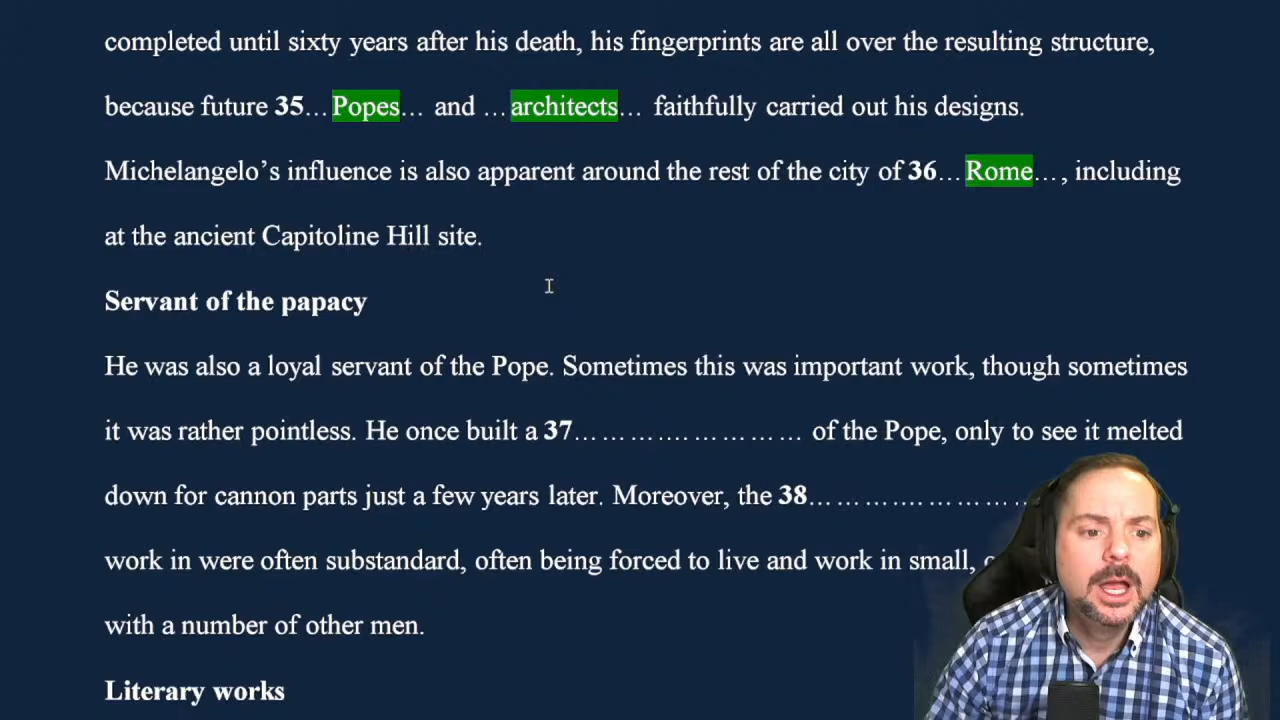 completed until sixty years after his death, his fingerprints are all over the resulting structure,
because future 35…Popes… and …architects… faithfully carried out his designs.
Michelangelo’s influence is also apparent around the rest of the city of 36…Rome…, including
at the ancient Capitoline Hill site.
Servant of the papacy
He was also a loyal servant of the Pope. Sometimes this was important work, though sometimes
it was rather pointless. He once built a 37………….………… of the Pope, only to see it melted
down for cannon parts just a few years later. Moreover, the 38………….…………
work in were often substandard, often being forced to live and work in small,
with a number of other men.
Literary works